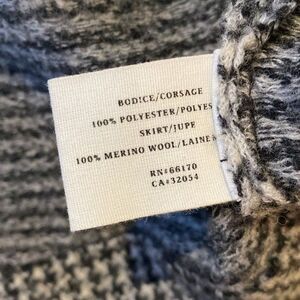 BODICE/CORSAGE
100% POLYESTER/POLYES
SKIRT/JUPE
100% MERINO WOOL/LAINE
RN#66170
CA#32054